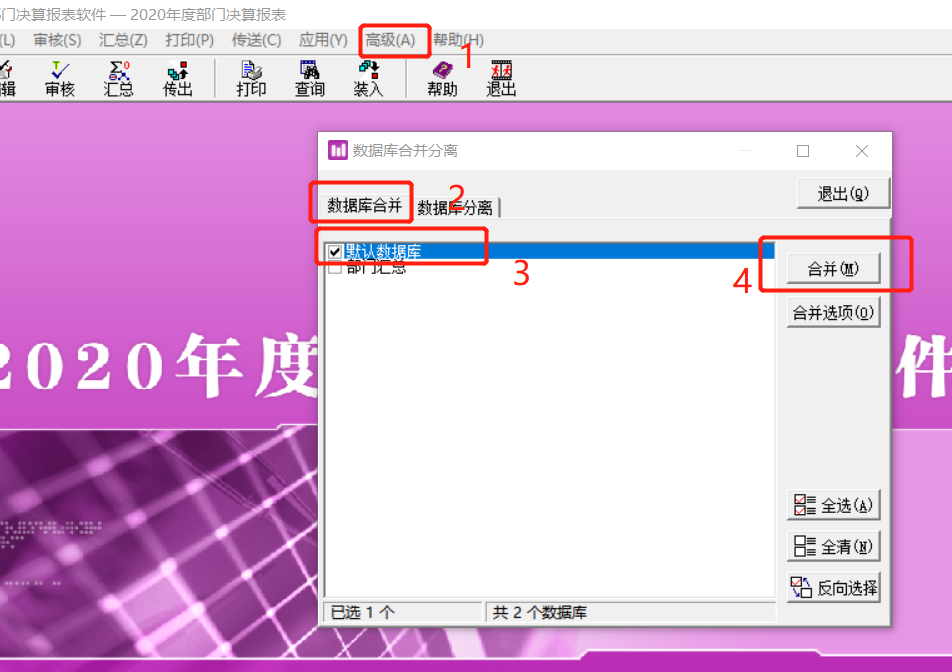 门决算报表软件 — 2020年度部门决算报表
(L) 审核(S) 汇总(Z) 打印(P) 传送(C) 应用(Y) 高级(A) 帮助(H)
1
辑 审核 汇总 传出 打印 查询 装入 帮助 退出
数据库合并分离
退出(Q)
数据库合并 数据库分离
2
默认数据库
部门汇总
3
4
合并(M)
合并选项(O)
2020年度
件
全选(A)
全清(N)
反向选择
已选 1 个 共 2 个数据库